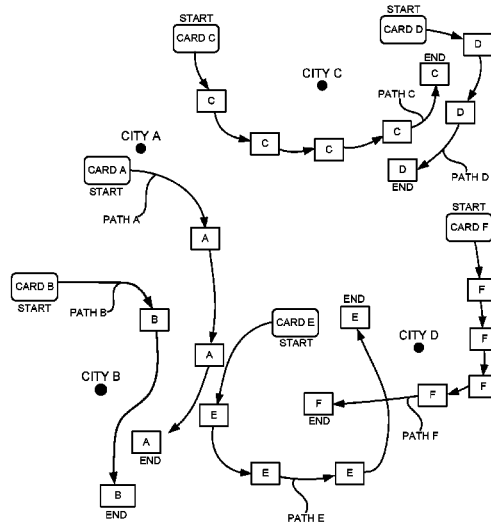 START
CARD C
C
C
C
C
C
END
PATH C
CITY C
START
CARD D
D
D
D
END
PATH D
CITY A
CARD A
START
PATH A
A
A
A
END
CARD B
START
PATH B
B
B
END
CITY B
CARD E
START
E
E
E
E
END
PATH E
START
CARD F
F
F
F
F
F
END
PATH F
CITY D